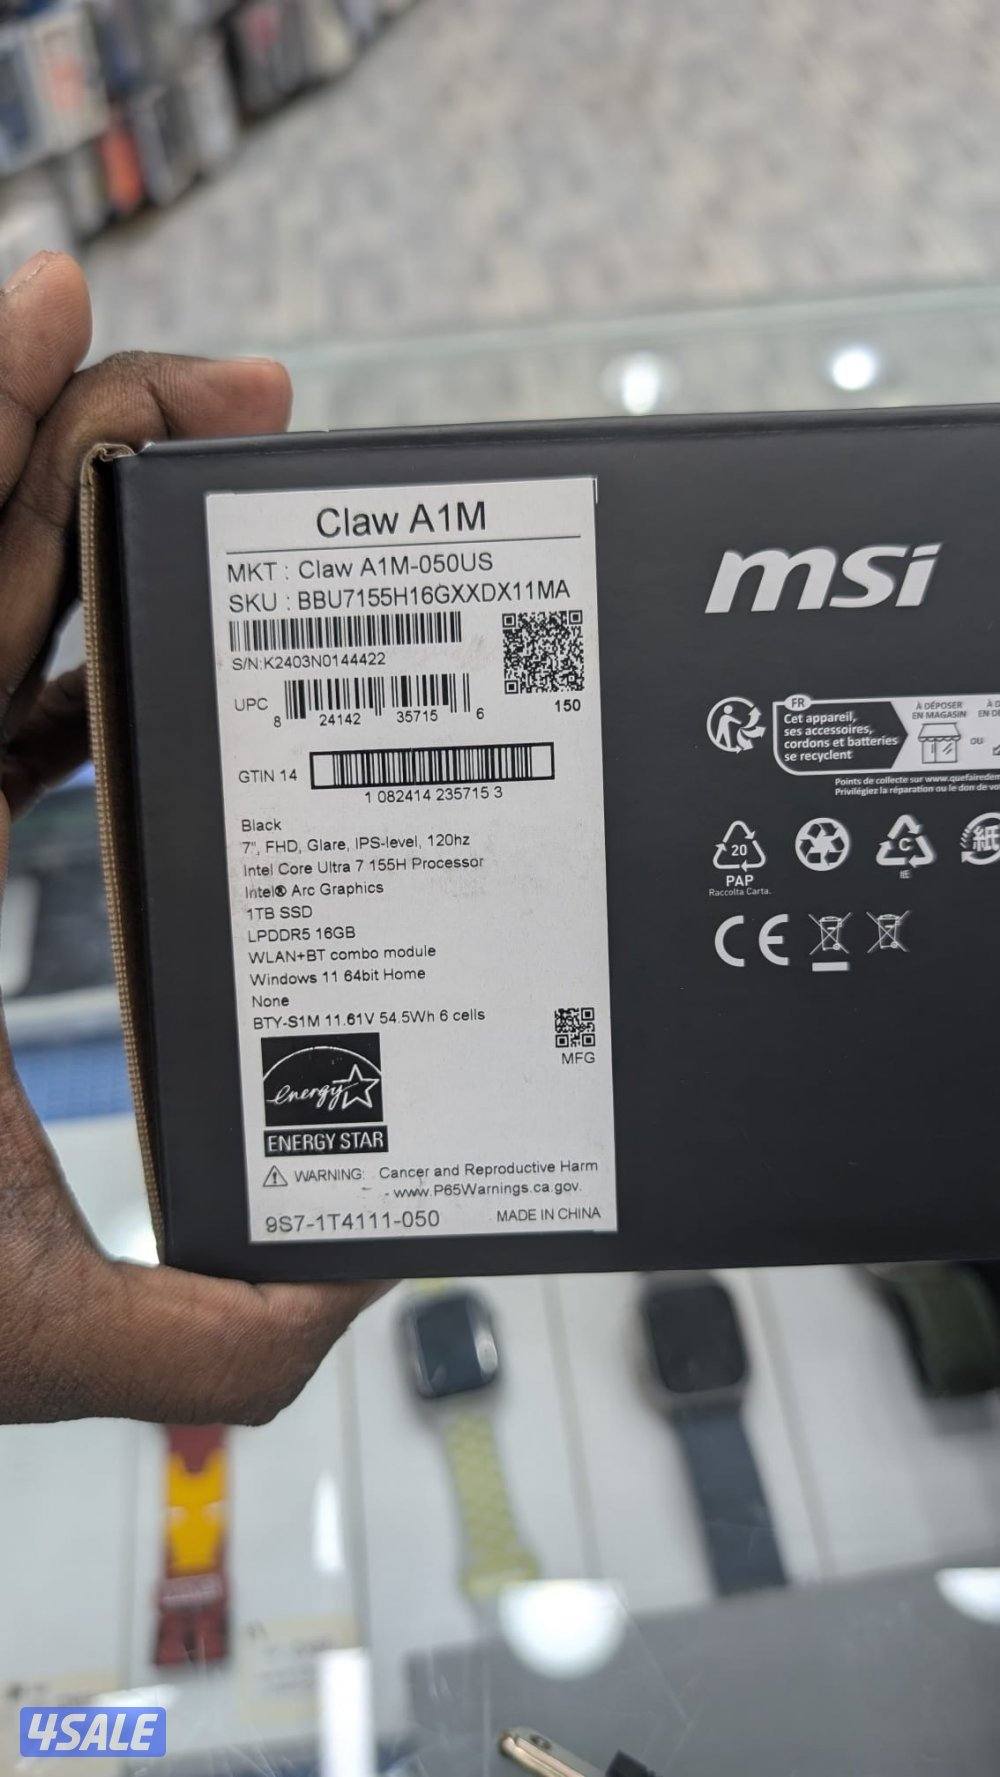 Claw A1M
MKT : Claw A1M-050US
SKU : BBU7155H16GXXDX11MA
S/N:K2403N0144422
UPC
8 24142 35715 6
150
GTIN 14
1 082414 235715 3
Black
7", FHD, Glare, IPS-level, 120hz
Intel Core Ultra 7 155H Processor
Intel® Arc Graphics
1TB SSD
LPDDR5 16GB
WLAN+BT combo module
Windows 11 64bit Home
None
BTY-S1M 11.61V 54.5Wh 6 cells
MFG
energy
ENERGY STAR
WARNING: Cancer and Reproductive Harm
- www.P65Warnings.ca.gov.
9S7-1T4111-050
MADE IN CHINA
msi
FR
Cet appareil,
ses accessoires,
cordons et batteries
se recyclent
À DÉPOSER
EN MAGASIN
OU
Points de collecte sur www.quefairedem
Privilégiez la réparation ou le don de vo
20
PAP
Raccolta Carta.
C
紙
CE
4SALE